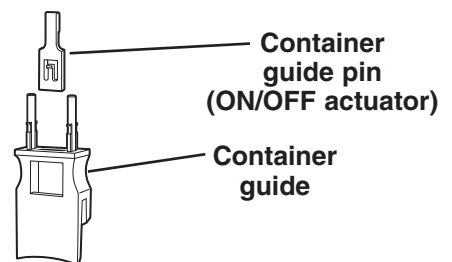 Container
guide pin
(ON/OFF actuator)
Container
guide